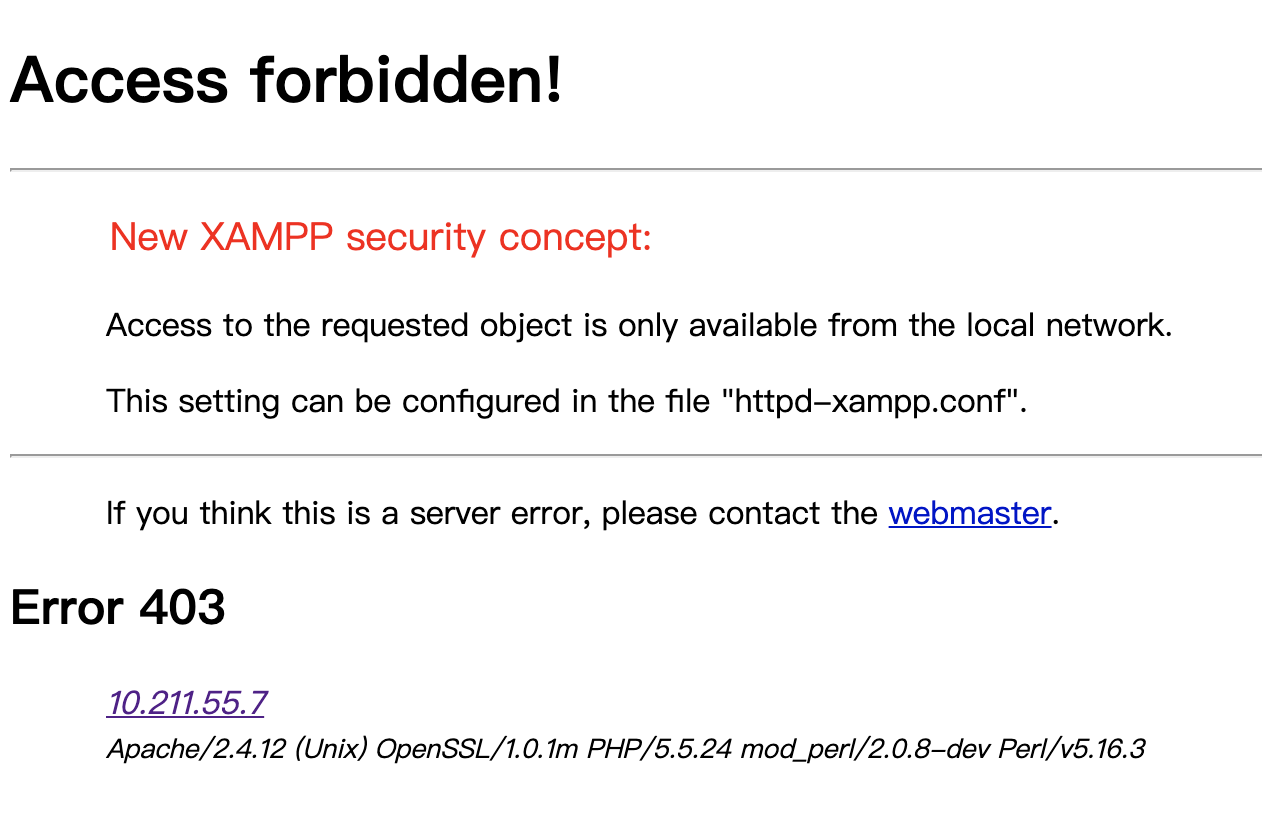 Access forbidden!
New XAMPP security concept:
Access to the requested object is only available from the local network.
This setting can be configured in the file "httpd-xampp.conf".
If you think this is a server error, please contact the webmaster.
Error 403
10.211.55.7
Apache/2.4.12 (Unix) OpenSSL/1.0.1m PHP/5.5.24 mod_perl/2.0.8-dev Perl/v5.16.3